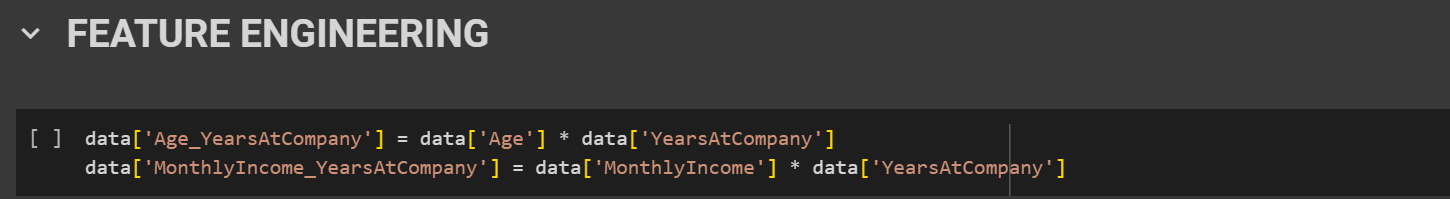 FEATURE ENGINEERING
[ ] data['Age_YearsAtCompany'] = data['Age'] * data['YearsAtCompany']
data['MonthlyIncome_YearsAtCompany'] = data['MonthlyIncome'] * data['YearsAtCompany']